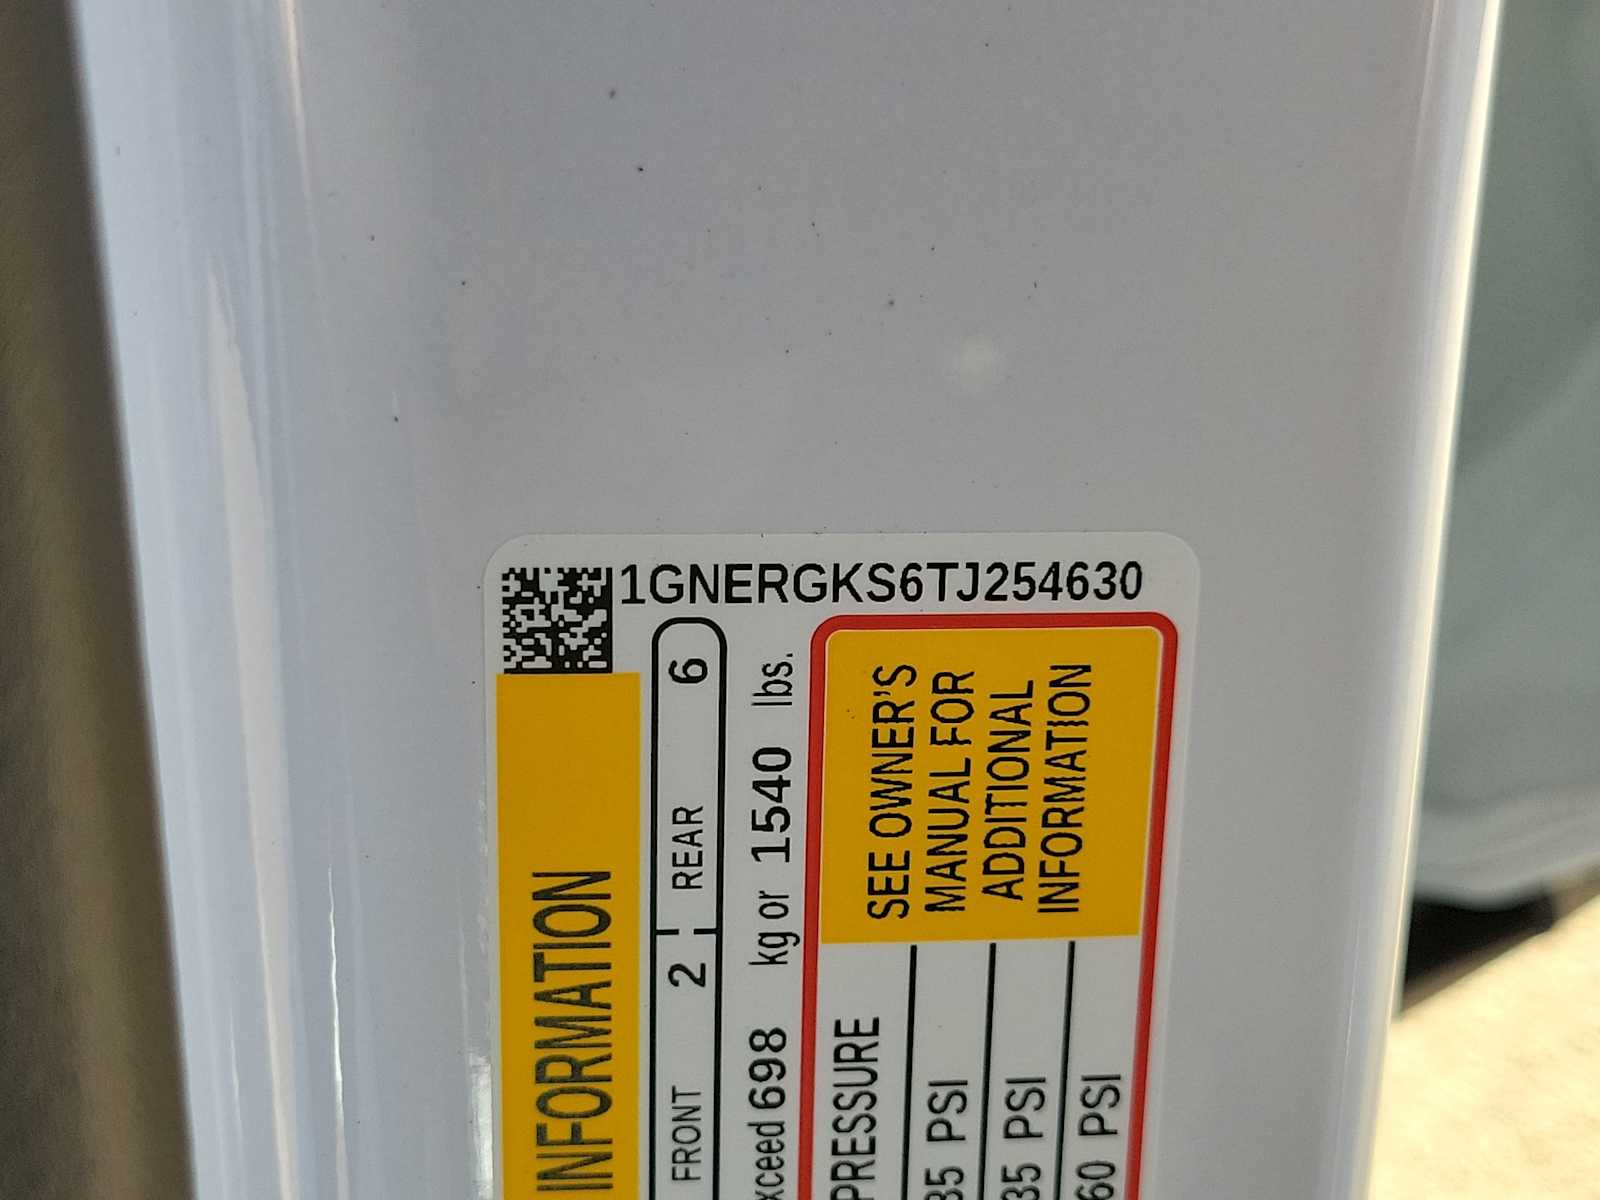 1GNERGKS6TJ254630
INFORMATION
FRONT 2 REAR 6
698 kg or 1540 lbs.
PRESSURE
35 PSI
35 PSI
60 PSI
SEE OWNER'S
MANUAL FOR
ADDITIONAL
INFORMATION